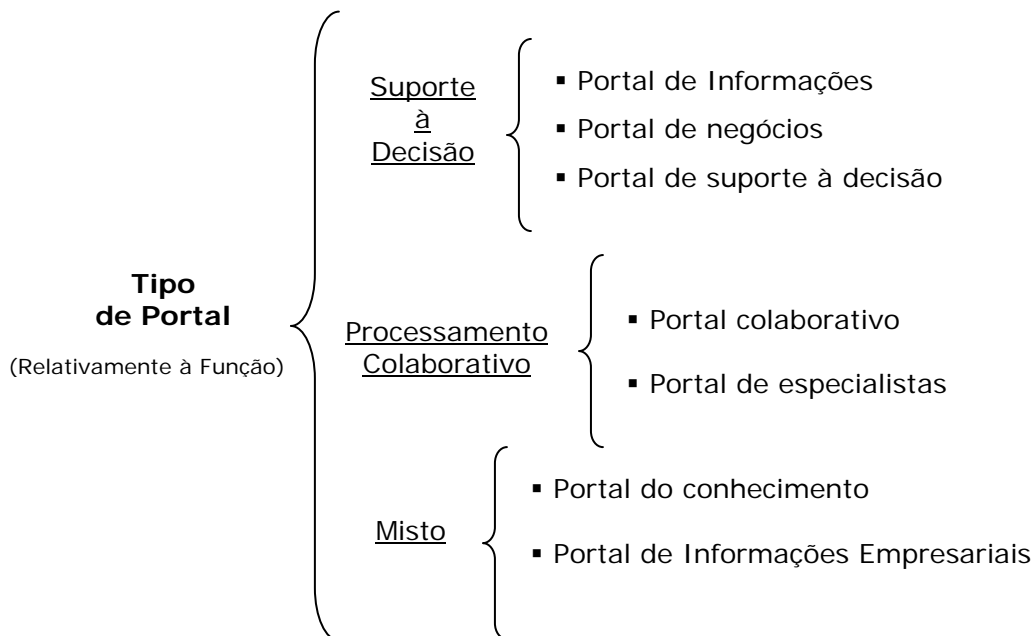 Tipo
de Portal
(Relativamente à Função)
Suporte
à
Decisão
▪ Portal de Informações
▪ Portal de negócios
▪ Portal de suporte à decisão
Processamento
Colaborativo
▪ Portal colaborativo
▪ Portal de especialistas
Misto
▪ Portal do conhecimento
▪ Portal de Informações Empresariais